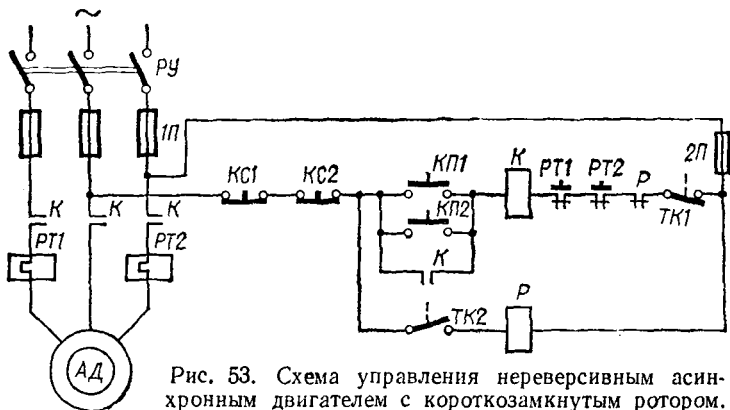 ~
РУ
1П
2П
КС1
КС2
КП1
КП2
К
РТ1
РТ2
Р
ТК1
К
К
К
К
РТ1
РТ2
ТК2
Р
АД
Рис. 53. Схема управления нереверсивным асин-
хронным двигателем с короткозамкнутым ротором.